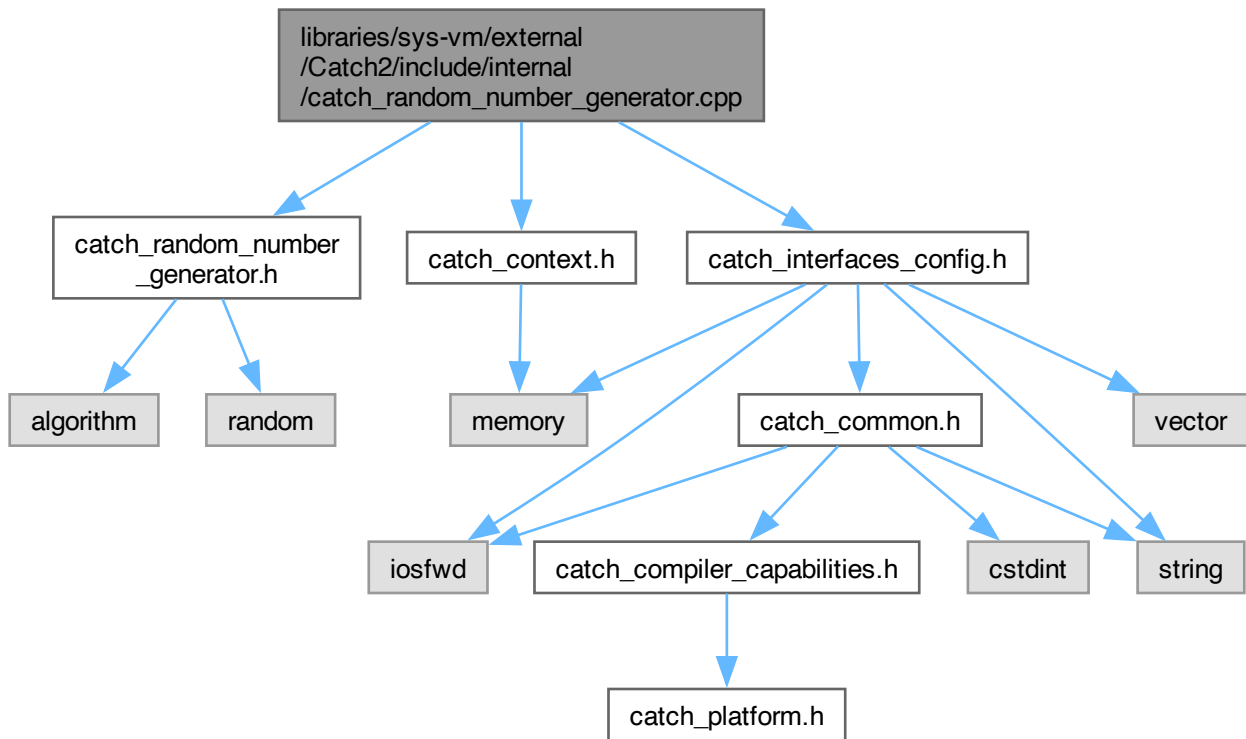 libraries/sys-vm/external
/Catch2/include/internal
/catch_random_number_generator.cpp
catch_random_number
_generator.h
catch_context.h
catch_interfaces_config.h
algorithm
random
memory
catch_common.h
vector
iosfwd
catch_compiler_capabilities.h
cstdint
string
catch_platform.h